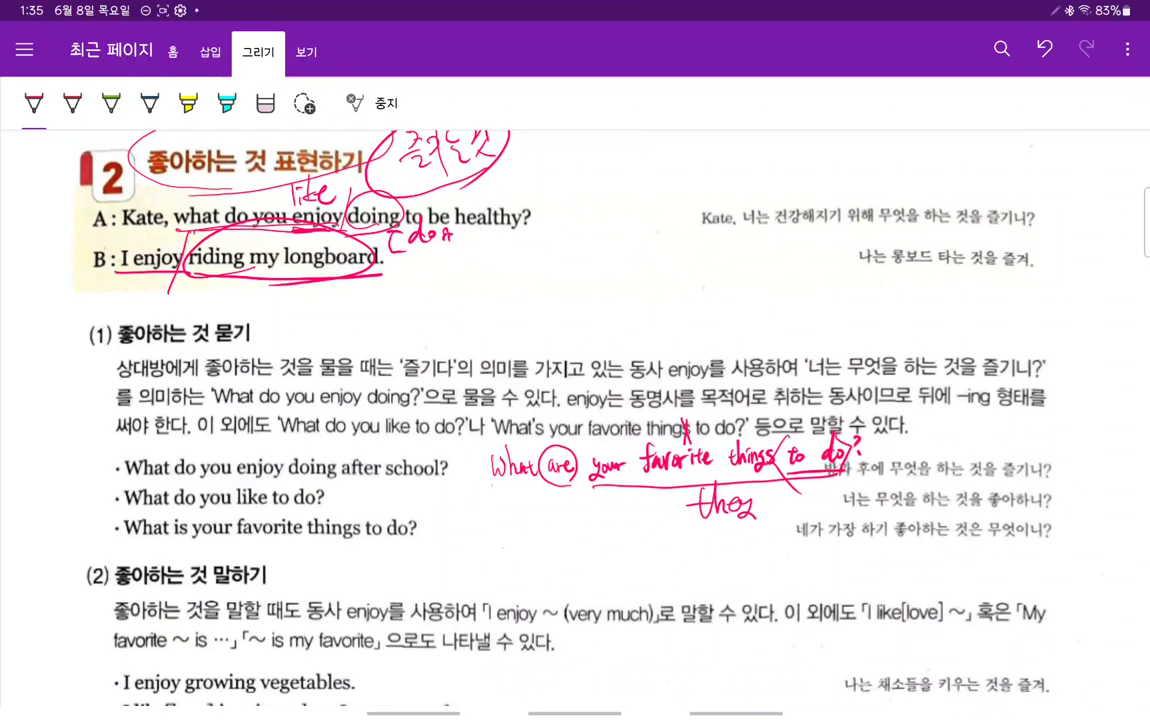 1:35 6월 8일 목요일 83%
최근 페이지 홈 삽입 그리기 보기
중지
2 좋아하는 것 표현하기 즐기는 것
like
A : Kate, what do you enjoy doing to be healthy? Kate, 너는 건강해지기 위해 무엇을 하는 것을 즐기니?
B : I enjoy riding my longboard. 나는 롱보드 타는 것을 즐겨.
(1) 좋아하는 것 묻기
상대방에게 좋아하는 것을 물을 때는 ‘즐기다’의 의미를 가지고 있는 동사 enjoy를 사용하여 ‘너는 무엇을 하는 것을 즐기니?’
를 의미하는 ‘What do you enjoy doing?’으로 물을 수 있다. enjoy는 동명사를 목적어로 취하는 동사이므로 뒤에 –ing 형태를
써야 한다. 이 외에도 ‘What do you like to do?’나 ‘What’s your favorite things to do?’ 등으로 말할 수 있다.
What are your favorite things to do?
· What do you enjoy doing after school? 방과 후에 무엇을 하는 것을 즐기니?
they
· What do you like to do? 너는 무엇을 하는 것을 좋아하니?
· What is your favorite things to do? 네가 가장 하기 좋아하는 것은 무엇이니?
(2) 좋아하는 것 말하기
좋아하는 것을 말할 때도 동사 enjoy를 사용하여 「I enjoy ~ (very much)」로 말할 수 있다. 이 외에도 「I like[love] ~」 혹은 「My
favorite ~ is …」 「~ is my favorite」 으로도 나타낼 수 있다.
· I enjoy growing vegetables. 나는 채소들을 키우는 것을 즐겨.